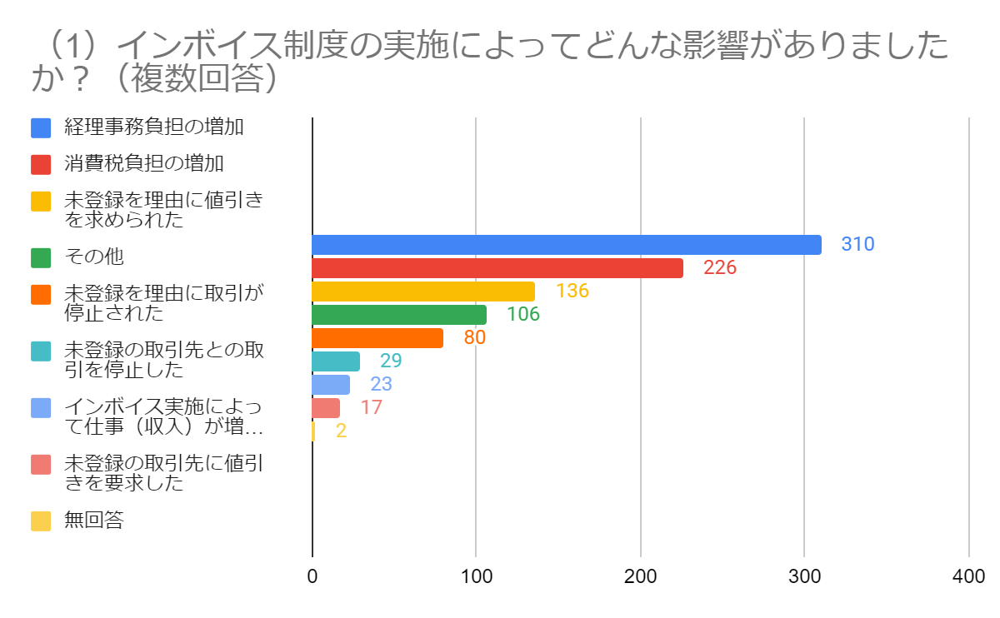 （1）インボイス制度の実施によってどんな影響がありました
か？（複数回答）
経理事務負担の増加
消費税負担の増加
未登録を理由に値引き
を求められた
その他
未登録を理由に取引が
停止された
未登録の取引先との取
引を停止した
インボイス実施によっ
て仕事（収入）が増…
未登録の取引先に値引
きを要求した
無回答
310
226
136
106
80
29
23
17
2
0 100 200 300 400